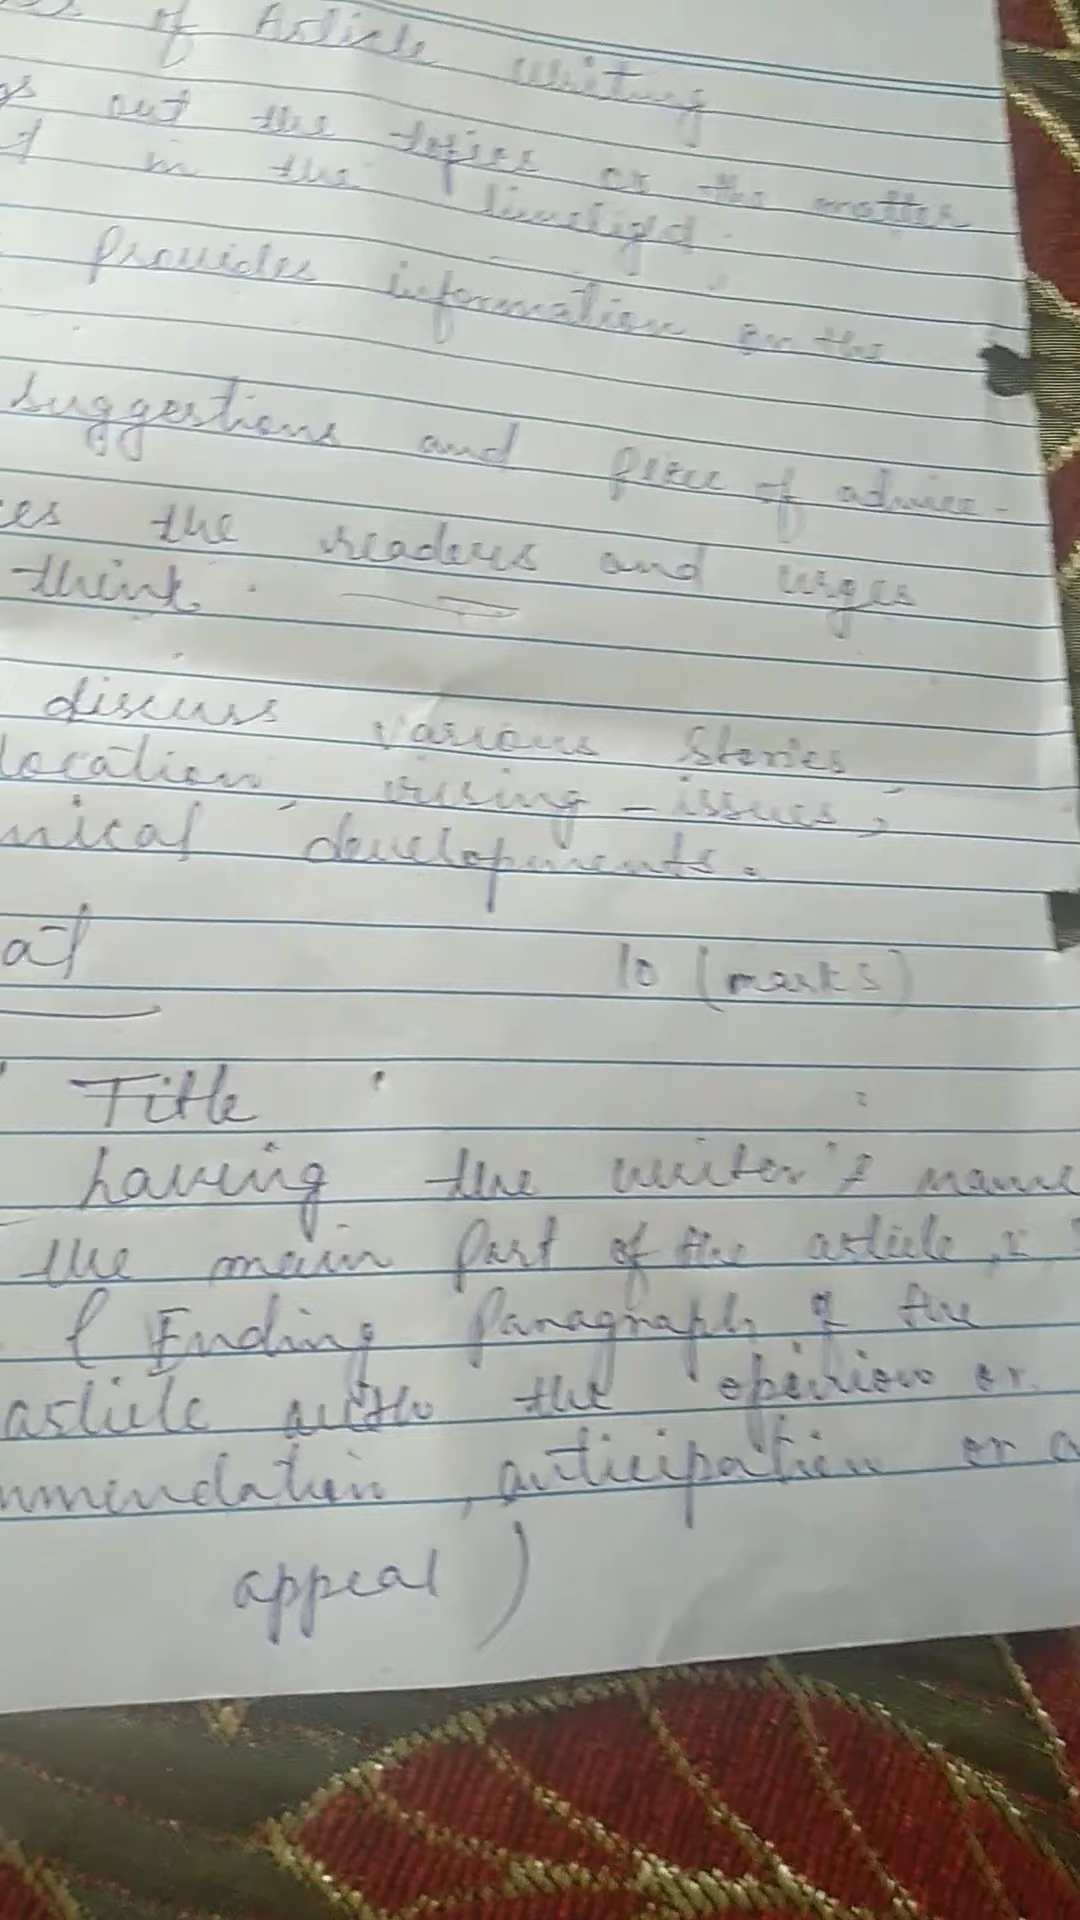 of Article Writing
gs out the topics or the matter
t in the limelight.
Provides information on the
suggestions and piece of advice.
ces the readers and urges
think.
discuss various Stories
location, rising-issues,
nical developments.
at 10 (marks)
Title
having the writer's name
the main part of the article,
( Ending Paragraph of the
article with the opinion or
mmendation, anticipation or a
appeal )